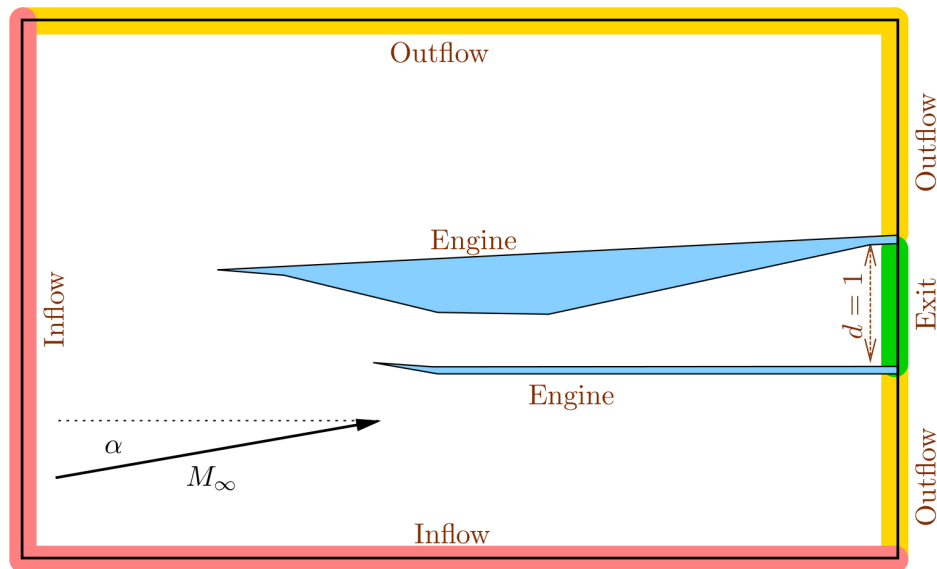 Outflow
Outflow
Engine
Inflow
d = 1
Exit
Engine
α
M∞
Outflow
Inflow